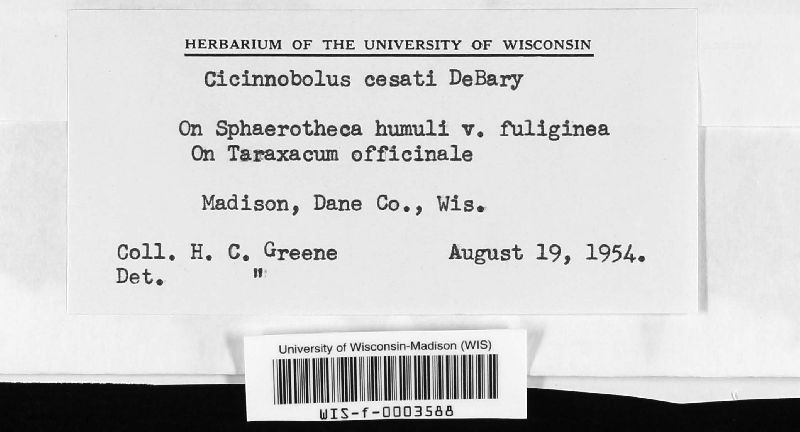 HERBARIUM OF THE UNIVERSITY OF WISCONSIN
Cicinnobolus cesati DeBary
On Sphaerotheca humuli v. fuliginea
On Taraxacum officinale
Madison, Dane Co., Wis.
Coll. H. C. Greene August 19, 1954.
Det. "
University of Wisconsin-Madison (WIS)
WIS-f-0003588